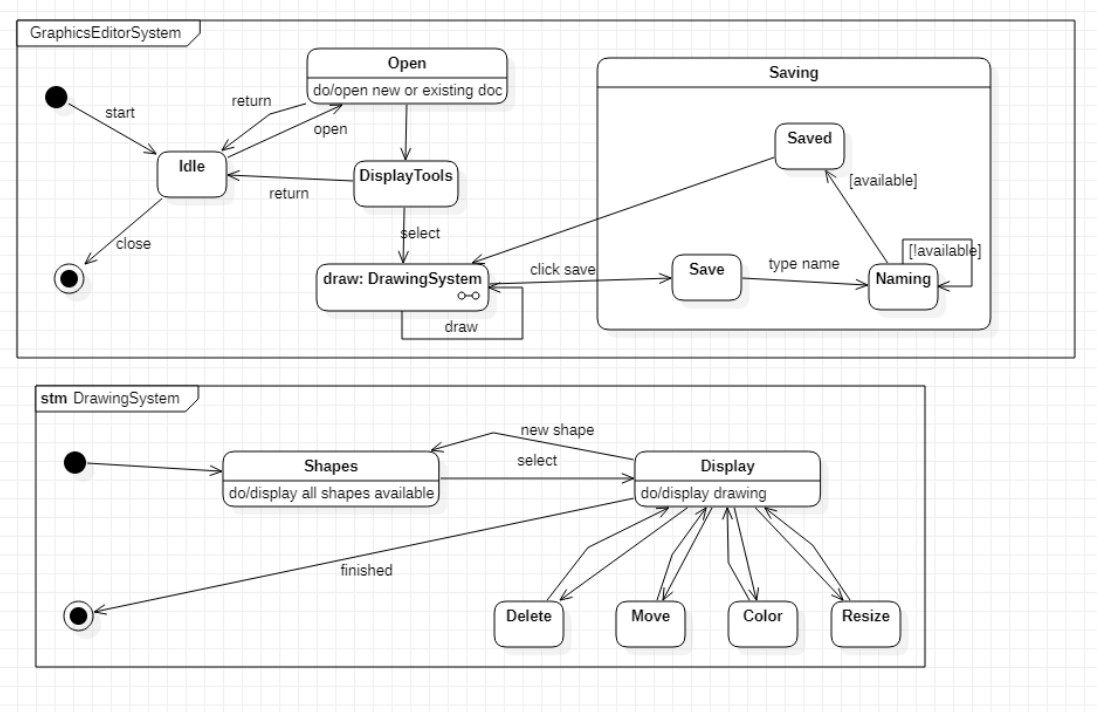 GraphicsEditorSystem
Open
do/open new or existing doc
Saving
return
start
open
Saved
Idle
DisplayTools
[available]
return
select
close
[!available]
click save
type name
draw: DrawingSystem
Save
Naming
draw
stm DrawingSystem
new shape
select
Shapes
do/display all shapes available
Display
do/display drawing
finished
Delete
Move
Color
Resize